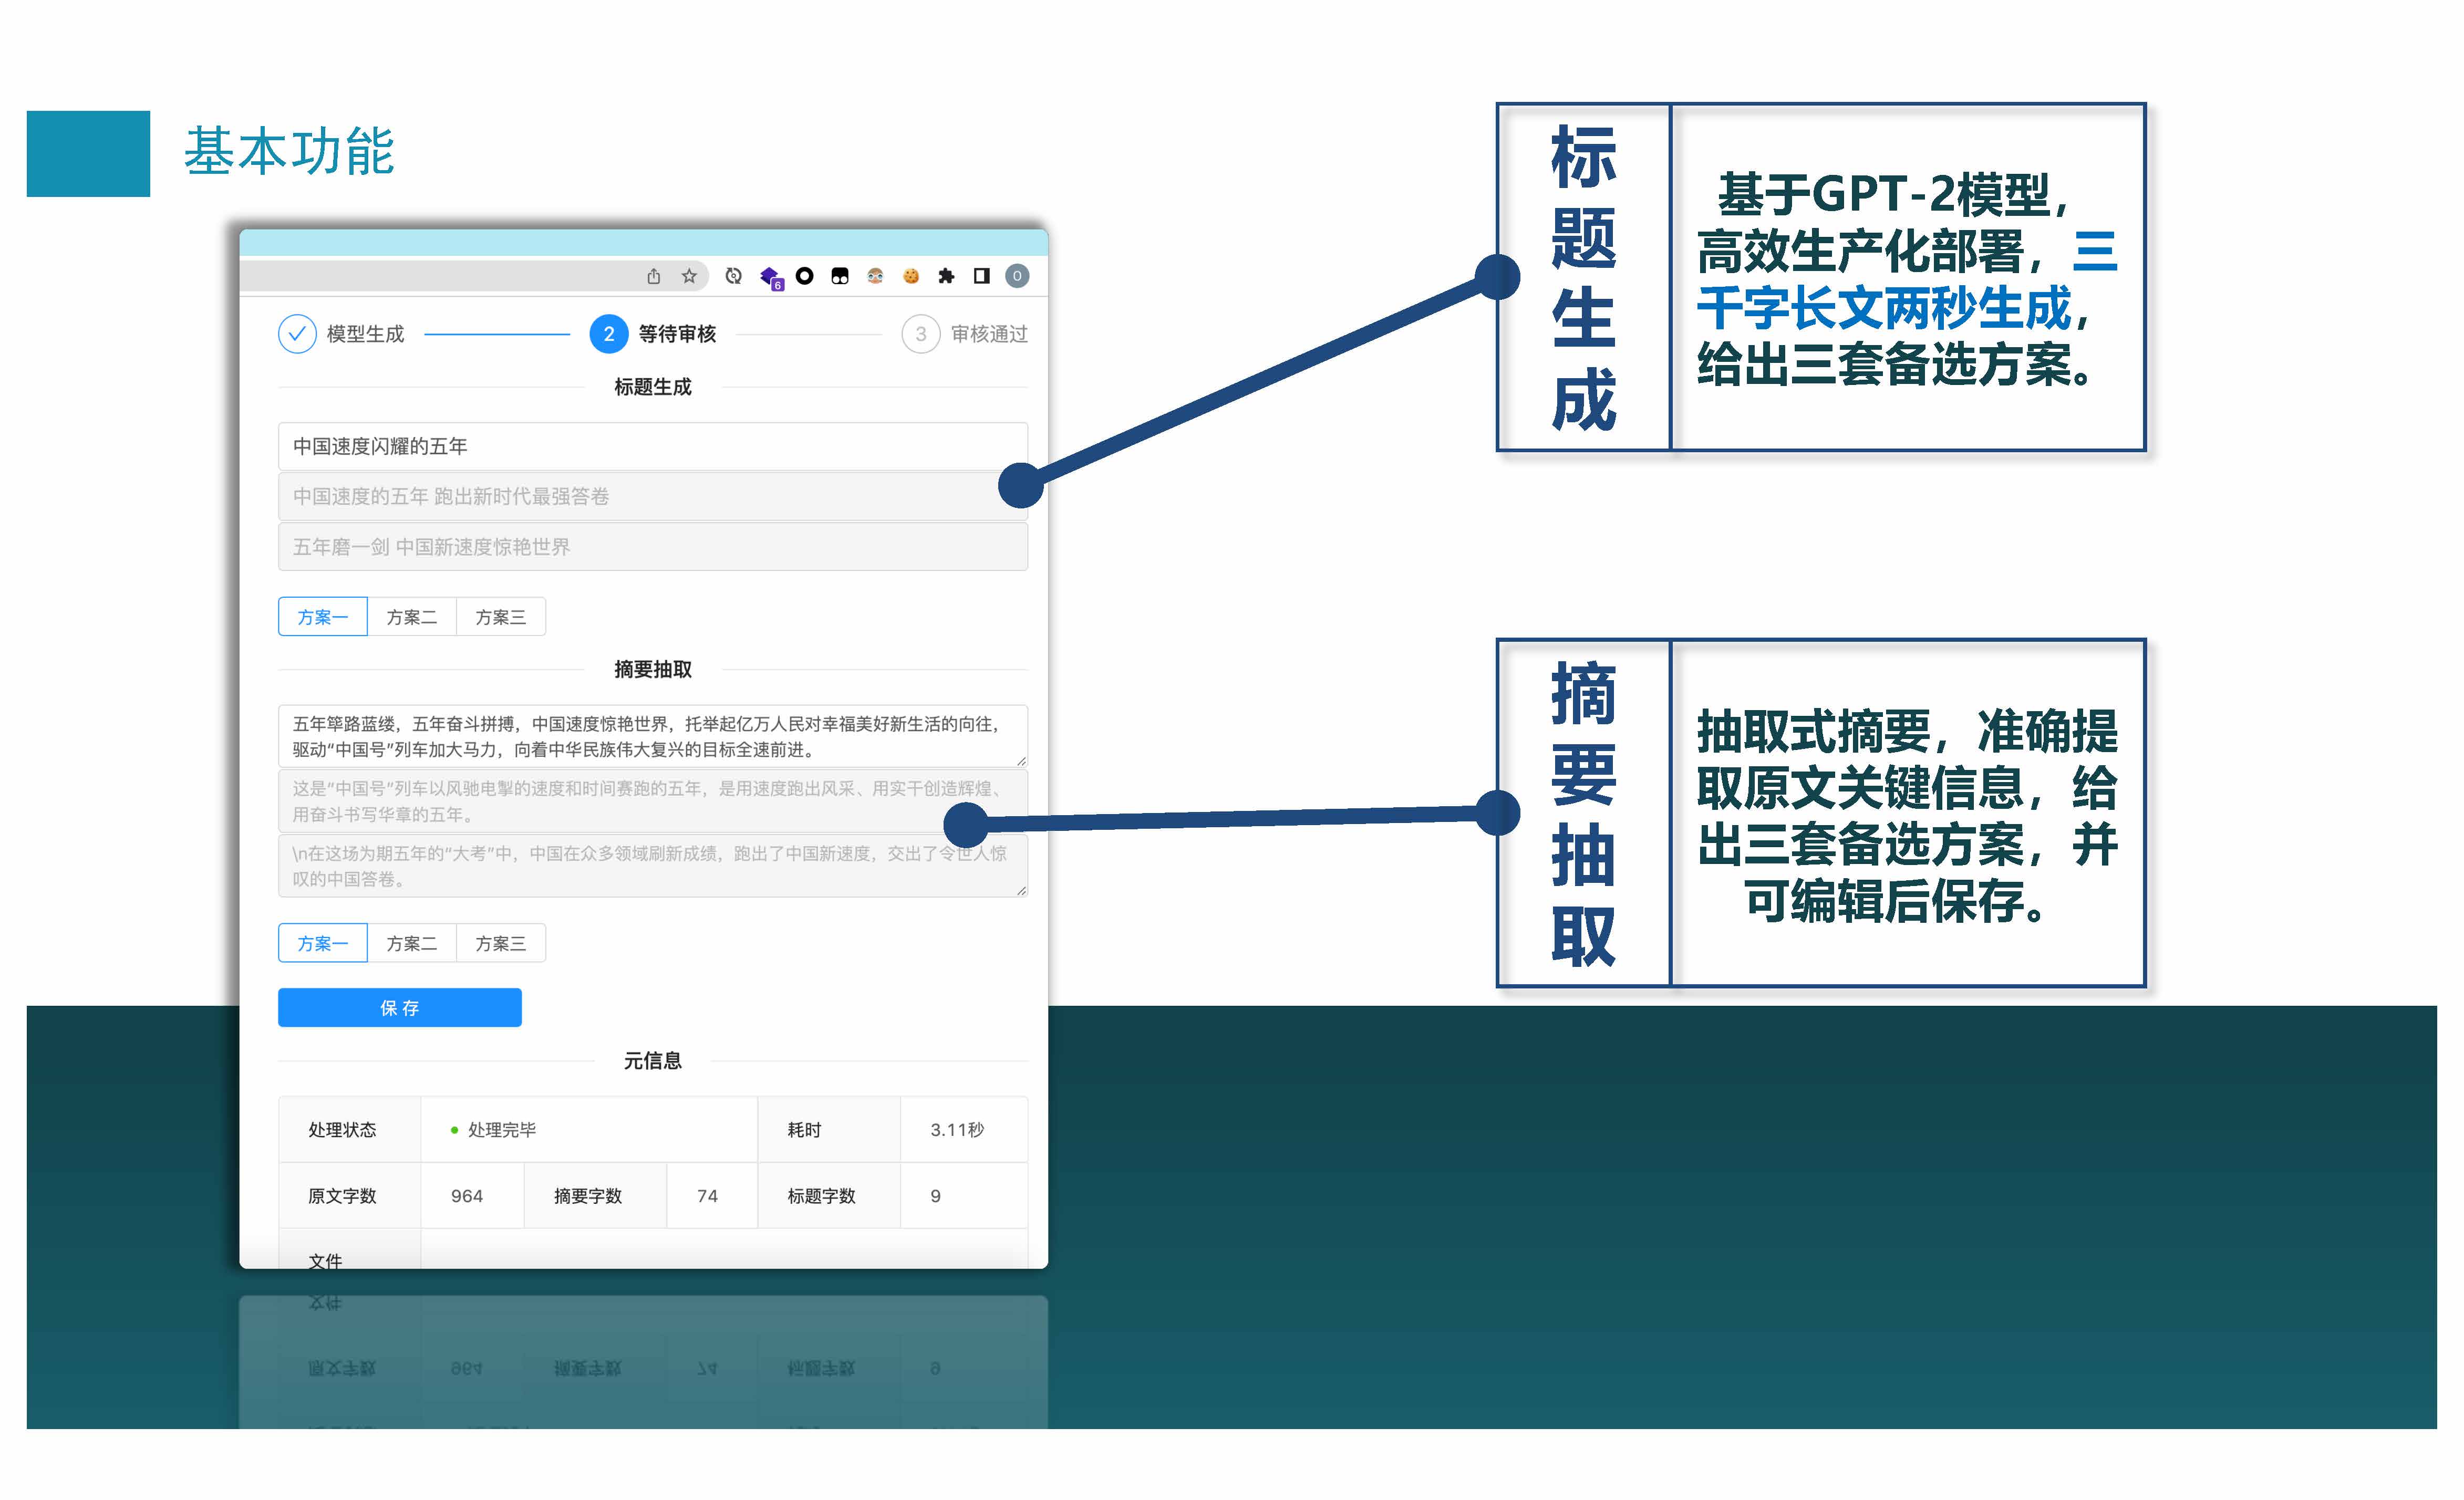 基本功能
6
0
模型生成
2 等待审核
3 审核通过
标题生成
中国速度闪耀的五年
中国速度的五年 跑出新时代最强答卷
五年磨一剑 中国新速度惊艳世界
方案一 方案二 方案三
摘要抽取
五年筚路蓝缕，五年奋斗拼搏，中国速度惊艳世界，托举起亿万人民对幸福美好新生活的向往，
驱动“中国号”列车加大马力，向着中华民族伟大复兴的目标全速前进。
这是“中国号”列车以风驰电掣的速度和时间赛跑的五年，是用速度跑出风采、用实干创造辉煌、
用奋斗书写华章的五年。
\n在这场为期五年的“大考”中，中国在众多领域刷新成绩，跑出了中国新速度，交出了令世人惊
叹的中国答卷。
方案一 方案二 方案三
保 存
元信息
处理状态 处理完毕 耗时 3.11秒
原文字数 964 摘要字数 74 标题字数 9
文件
标
题
生
成
基于GPT-2模型，
高效生产化部署，三
千字长文两秒生成，
给出三套备选方案。
摘
要
抽
取
抽取式摘要，准确提
取原文关键信息，给
出三套备选方案，并
可编辑后保存。